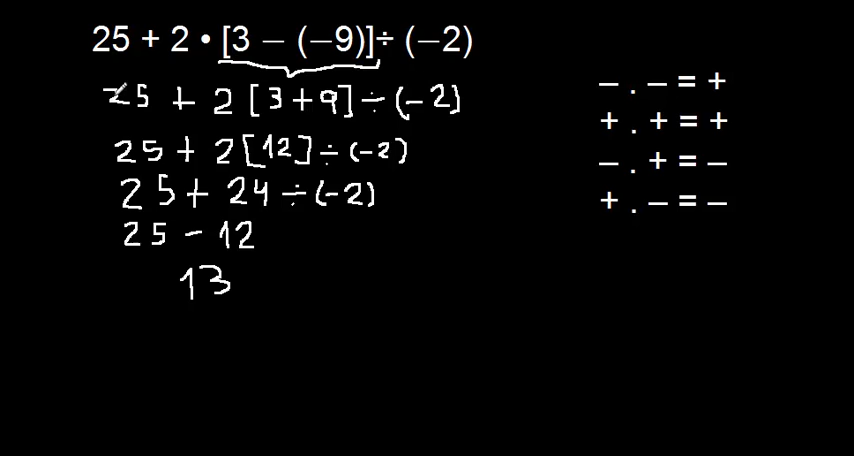 25 + 2 • [3 – (–9)]÷ (–2)
25 + 2 [3+9] ÷ (-2)
25 + 2[12] ÷ (-2)
25 + 24 ÷ (-2)
25 - 12
13
– . – = +
+ . + = +
– . + = –
+ . – = –